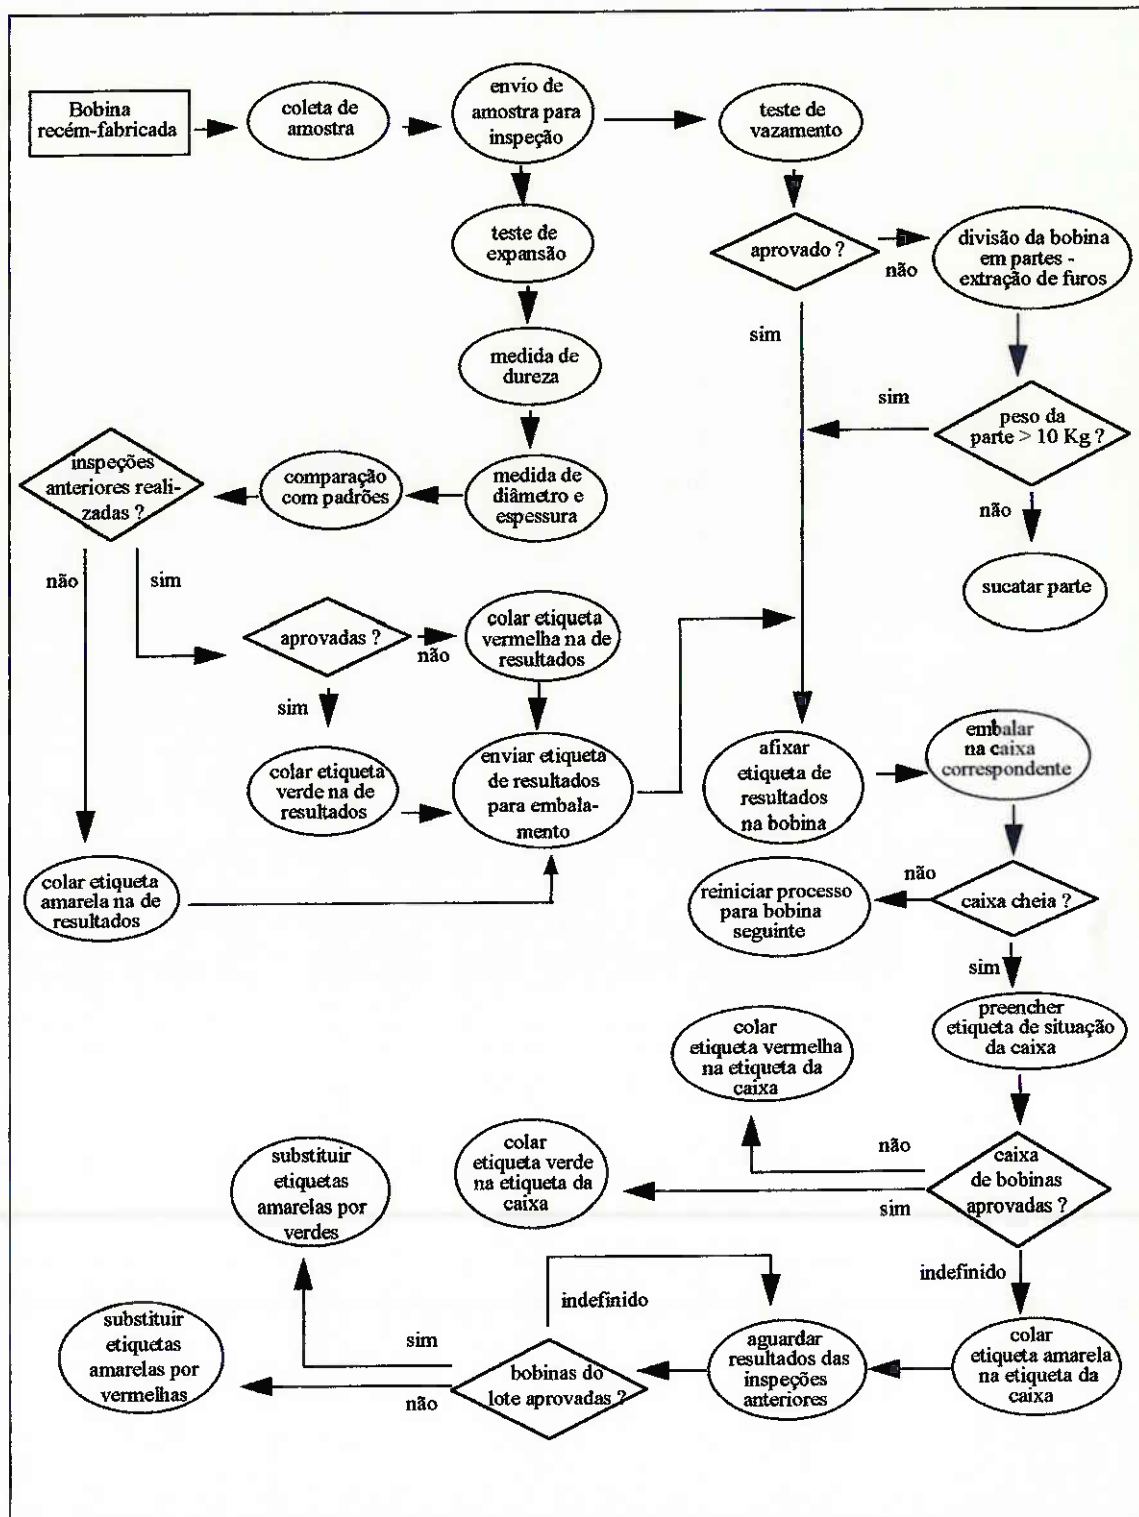 Bobina
recém-fabricada
coleta de
amostra
envio de
amostra para
inspeção
teste de
vazamento
teste de
expansão
aprovado ?
não
divisão da bobina
em partes -
extração de furos
sim
medida de
dureza
sim
peso da
parte > 10 Kg ?
inspeções
anteriores reali-
zadas ?
comparação
com padrões
medida de
diâmetro e
espessura
não
sucatar parte
não
sim
aprovadas ?
não
colar etiqueta
vermelha na de
resultados
sim
colar etiqueta
verde na de
resultados
enviar etiqueta
de resultados
para embala-
mento
afixar
etiqueta de
resultados
na bobina
embalar
na caixa
correspondente
colar etiqueta
amarela na de
resultados
não
reiniciar processo
para bobina
seguinte
caixa cheia ?
sim
preencher
etiqueta de situação
da caixa
colar
etiqueta vermelha
na etiqueta da
caixa
não
caixa
de bobinas
aprovadas ?
colar
etiqueta verde
na etiqueta da
caixa
sim
substituir
etiquetas
amarelas por
verdes
indefinido
indefinido
substituir
etiquetas
amarelas por
vermelhas
sim
não
bobinas do
lote aprovadas ?
aguardar
resultados das
inspeções
anteriores
colar
etiqueta amarela
na etiqueta da
caixa